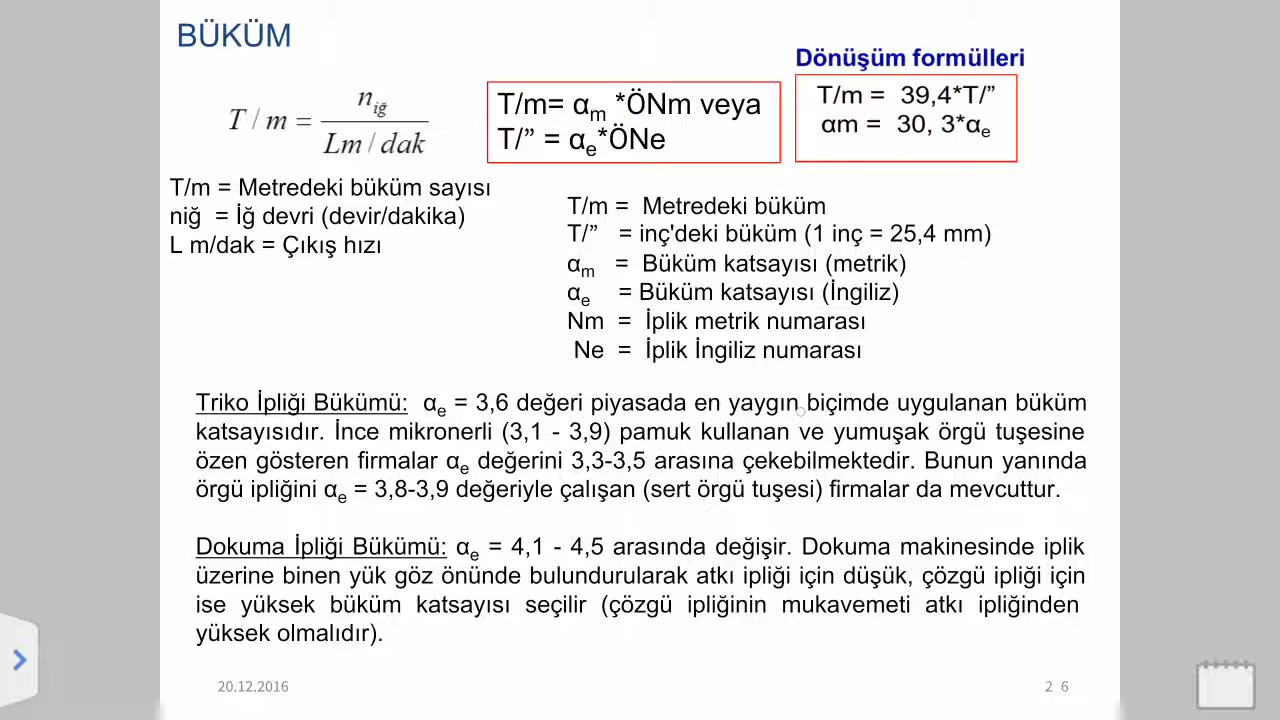 BÜKÜM
Dönüşüm formülleri
T / m = niğ / Lm / dak
T/m= αm *ÖNm veya
T/” = αe*ÖNe
T/m = 39,4*T/”
αm = 30, 3*αe
T/m = Metredeki büküm sayısı
niğ = İğ devri (devir/dakika)
L m/dak = Çıkış hızı
T/m = Metredeki büküm
T/” = inç'deki büküm (1 inç = 25,4 mm)
αm = Büküm katsayısı (metrik)
αe = Büküm katsayısı (İngiliz)
Nm = İplik metrik numarası
Ne = İplik İngiliz numarası
Triko İpliği Bükümü: αe = 3,6 değeri piyasada en yaygın biçimde uygulanan büküm
katsayısıdır. İnce mikronerli (3,1 - 3,9) pamuk kullanan ve yumuşak örgü tuşesine
özen gösteren firmalar αe değerini 3,3-3,5 arasına çekebilmektedir. Bunun yanında
örgü ipliğini αe = 3,8-3,9 değeriyle çalışan (sert örgü tuşesi) firmalar da mevcuttur.
Dokuma İpliği Bükümü: αe = 4,1 - 4,5 arasında değişir. Dokuma makinesinde iplik
üzerine binen yük göz önünde bulundurularak atkı ipliği için düşük, çözgü ipliği için
ise yüksek büküm katsayısı seçilir (çözgü ipliğinin mukavemeti atkı ipliğinden
yüksek olmalıdır).
20.12.2016
2 6